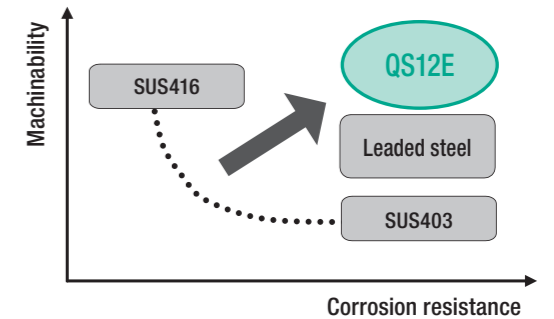 Machinability
QS12E
SUS416
Leaded steel
SUS403
Corrosion resistance